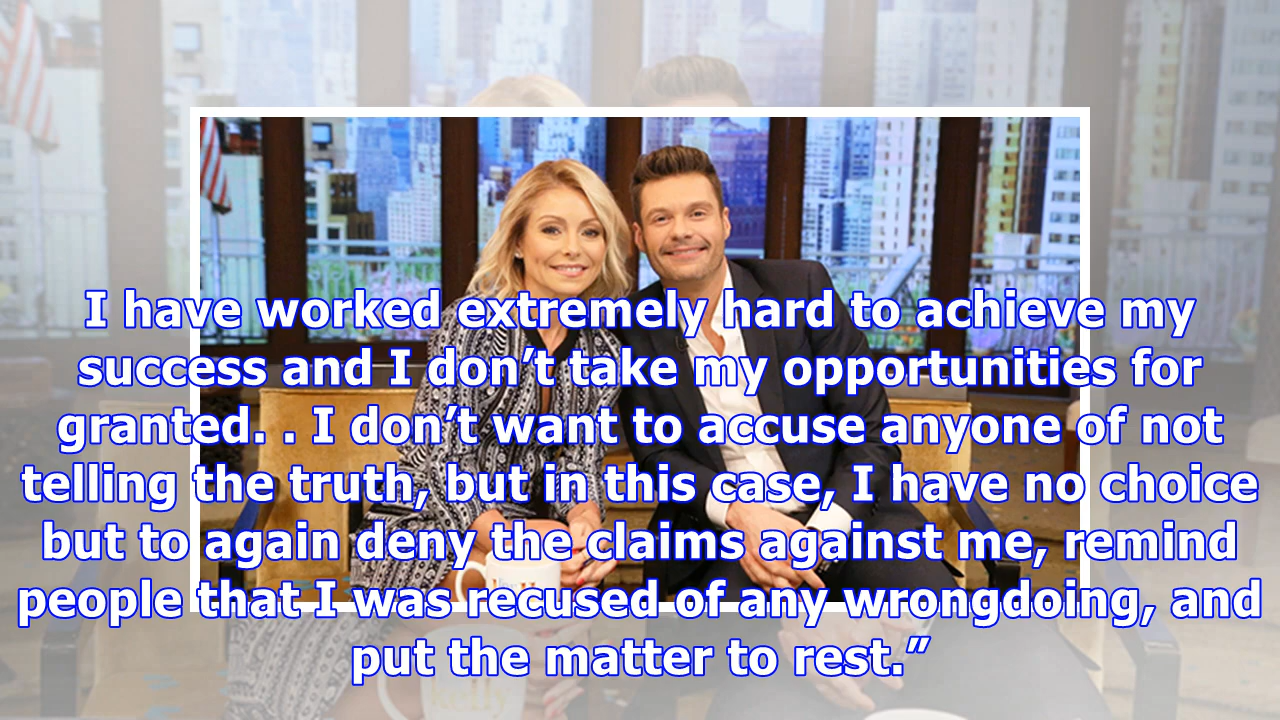 I have worked extremely hard to achieve my
success and I don’t take my opportunities for
granted. . I don’t want to accuse anyone of not
telling the truth, but in this case, I have no choice
but to again deny the claims against me, remind
people that I was recused of any wrongdoing, and
put the matter to rest.”